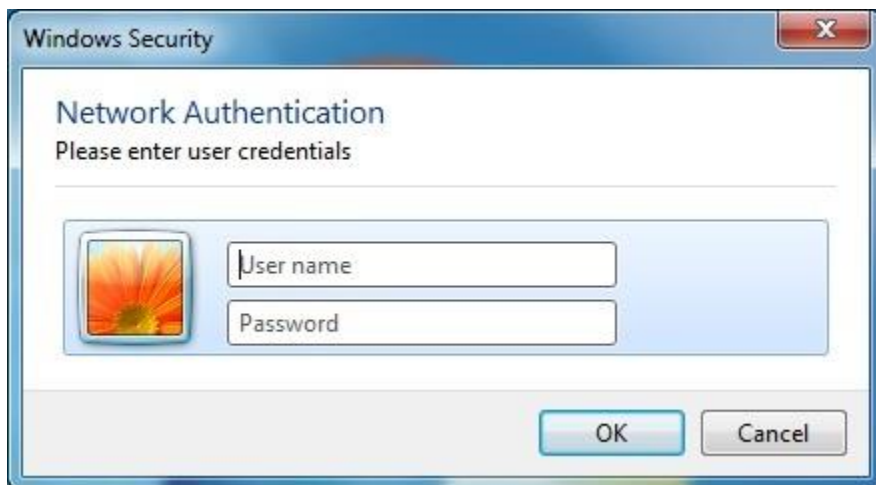 Windows Security
Network Authentication
Please enter user credentials
User name
Password
OK
Cancel